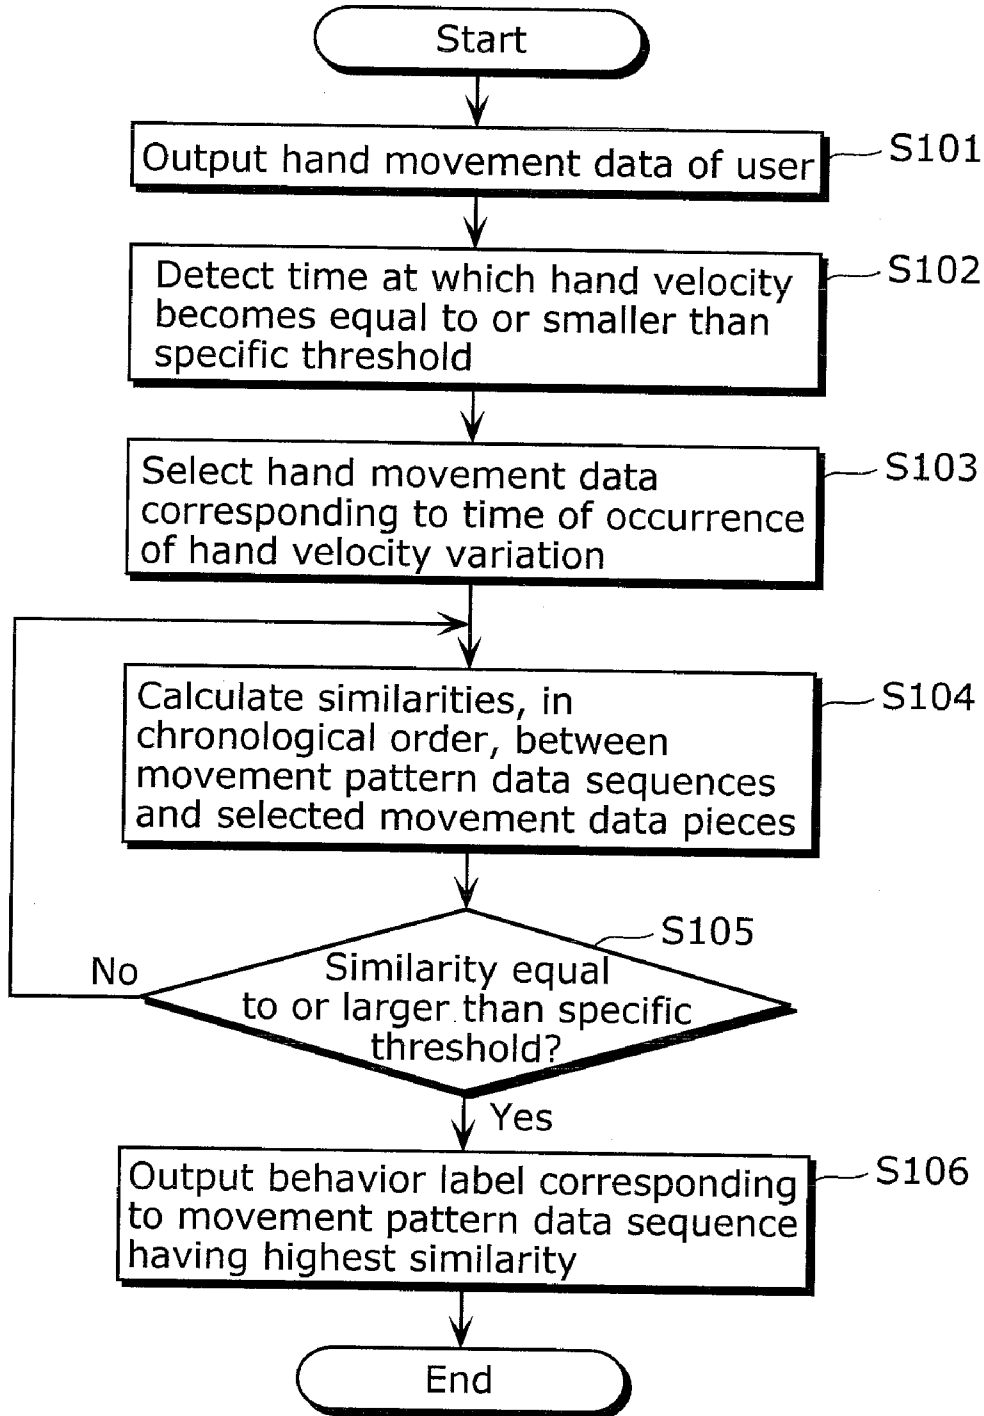 Start
Output hand movement data of user
S101
Detect time at which hand velocity
becomes equal to or smaller than
specific threshold
S102
Select hand movement data
corresponding to time of occurrence
of hand velocity variation
S103
Calculate similarities, in
chronological order, between
movement pattern data sequences
and selected movement data pieces
S104
S105
Similarity equal
to or larger than specific
threshold?
No
Yes
Output behavior label corresponding
to movement pattern data sequence
having highest similarity
S106
End